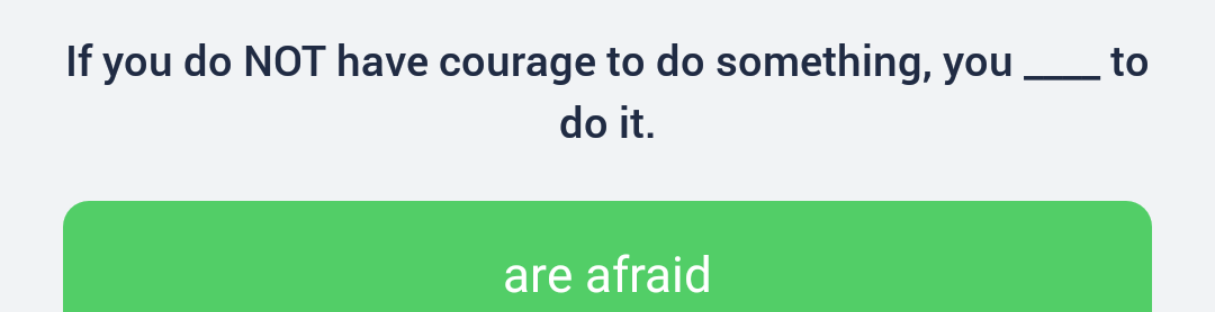 If you do NOT have courage to do something, you ____ to
do it.
are afraid